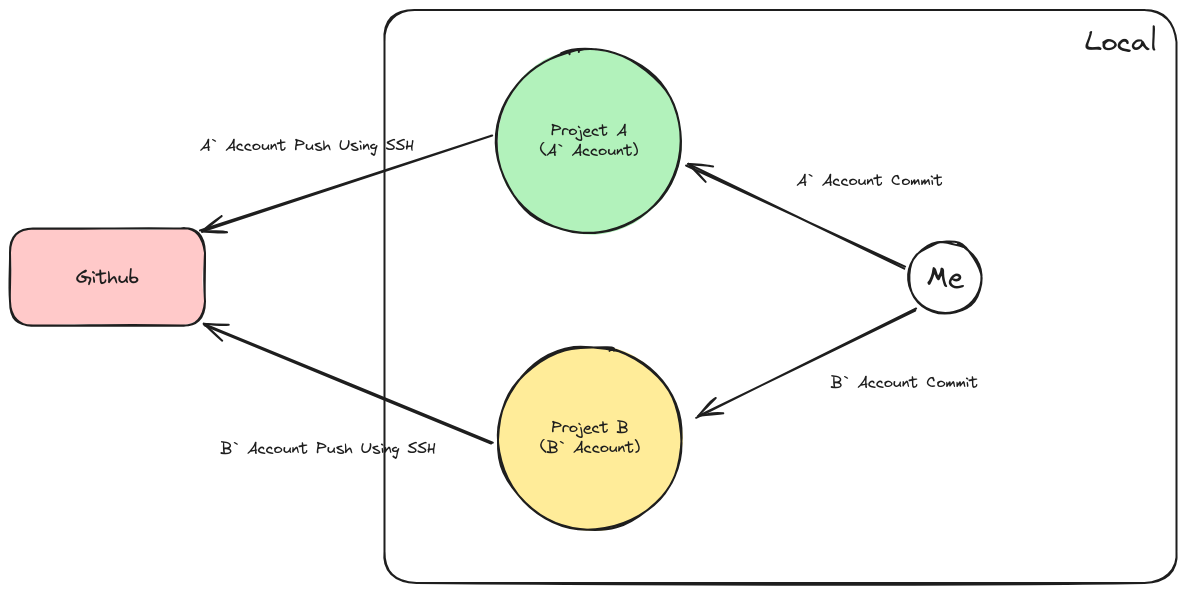 Local
Project A
(A` Account)
A` Account Push Using SSH
A` Account Commit
Github
Me
B` Account Commit
Project B
(B` Account)
B` Account Push Using SSH